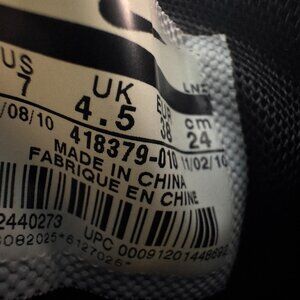 US UK EUR cm
7 4.5 38 24
/08/10 418379-010 11/02/10
MADE IN CHINA
FABRIQUE EN CHINE
2440273
UPC